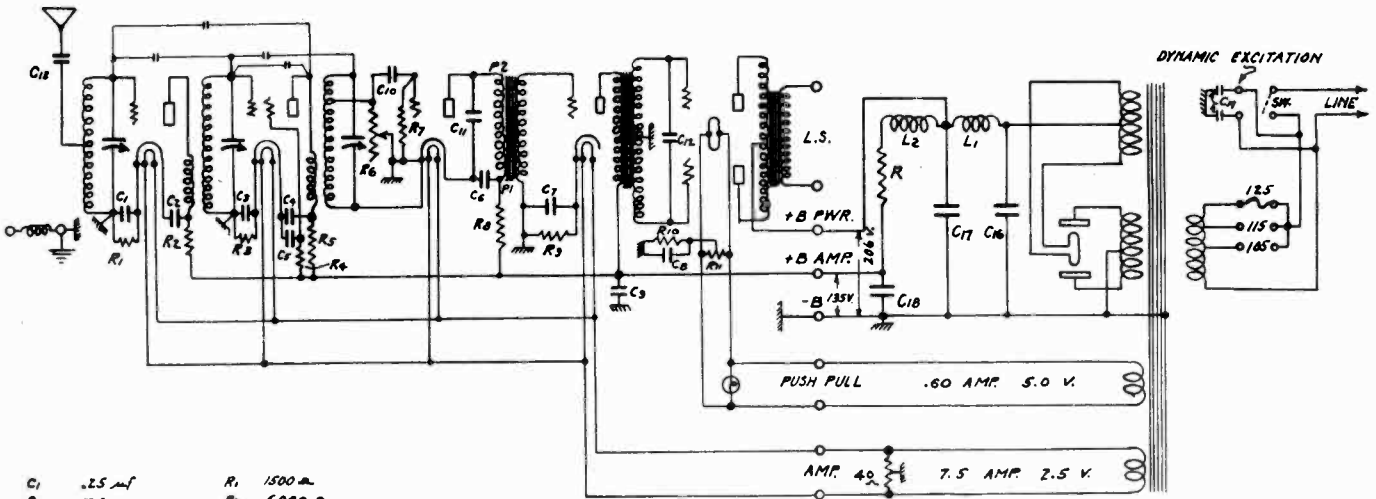 DYNAMIC EXCITATION
C19
SW.
LINE
C13
C10
P2
R7
C11
R6
C12
L.S.
L2
L1
R
C1
C2
R2
R1
C3
C4
R3
C5
R5
R4
C6
P1
R8
C7
R9
R10
C8
R11
C9
+B PWR.
206 V.
+B AMP.
-B 135V.
C18
C17
C16
125
115
105
PUSH PULL .60 AMP. 5.0 V.
AMP. 40 Ω 7.5 AMP. 2.5 V.
C1 .25 µf R1 1500 Ω